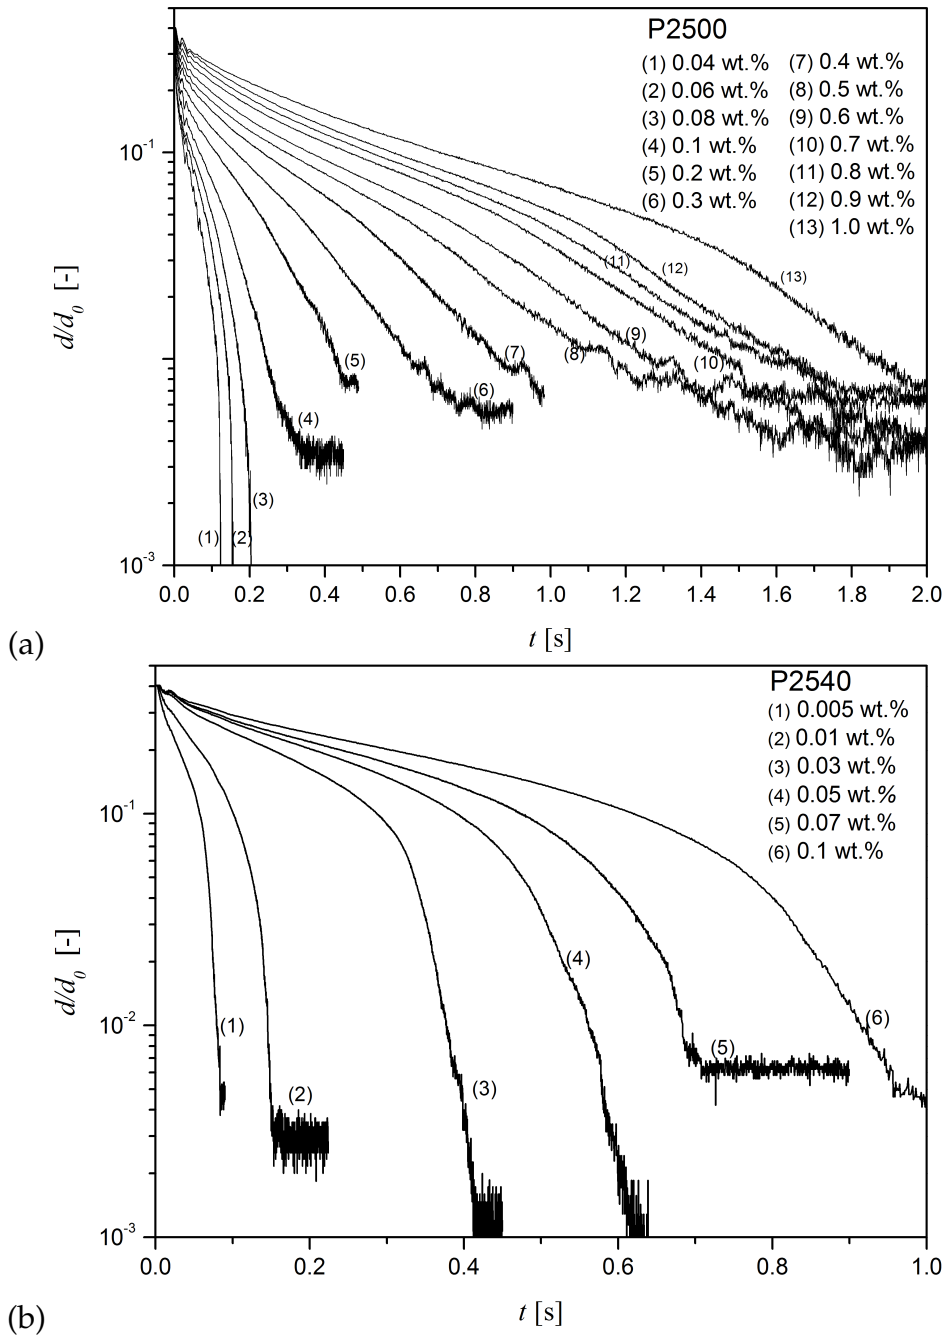 P2500
(1) 0.04 wt.% (7) 0.4 wt.%
(2) 0.06 wt.% (8) 0.5 wt.%
(3) 0.08 wt.% (9) 0.6 wt.%
(4) 0.1 wt.% (10) 0.7 wt.%
(5) 0.2 wt.% (11) 0.8 wt.%
(6) 0.3 wt.% (12) 0.9 wt.%
(13) 1.0 wt.%
10⁻¹
10⁻³
d/d₀ [-]
(1)
(2)
(3)
(4)
(5)
(6)
(7)
(8)
(9)
(10)
(11)
(12)
(13)
0.0 0.2 0.4 0.6 0.8 1.0 1.2 1.4 1.6 1.8 2.0
t [s]
(a)
P2540
(1) 0.005 wt.%
(2) 0.01 wt.%
(3) 0.03 wt.%
(4) 0.05 wt.%
(5) 0.07 wt.%
(6) 0.1 wt.%
10⁻¹
10⁻²
10⁻³
d/d₀ [-]
(1)
(2)
(3)
(4)
(5)
(6)
0.0 0.2 0.4 0.6 0.8 1.0
t [s]
(b)